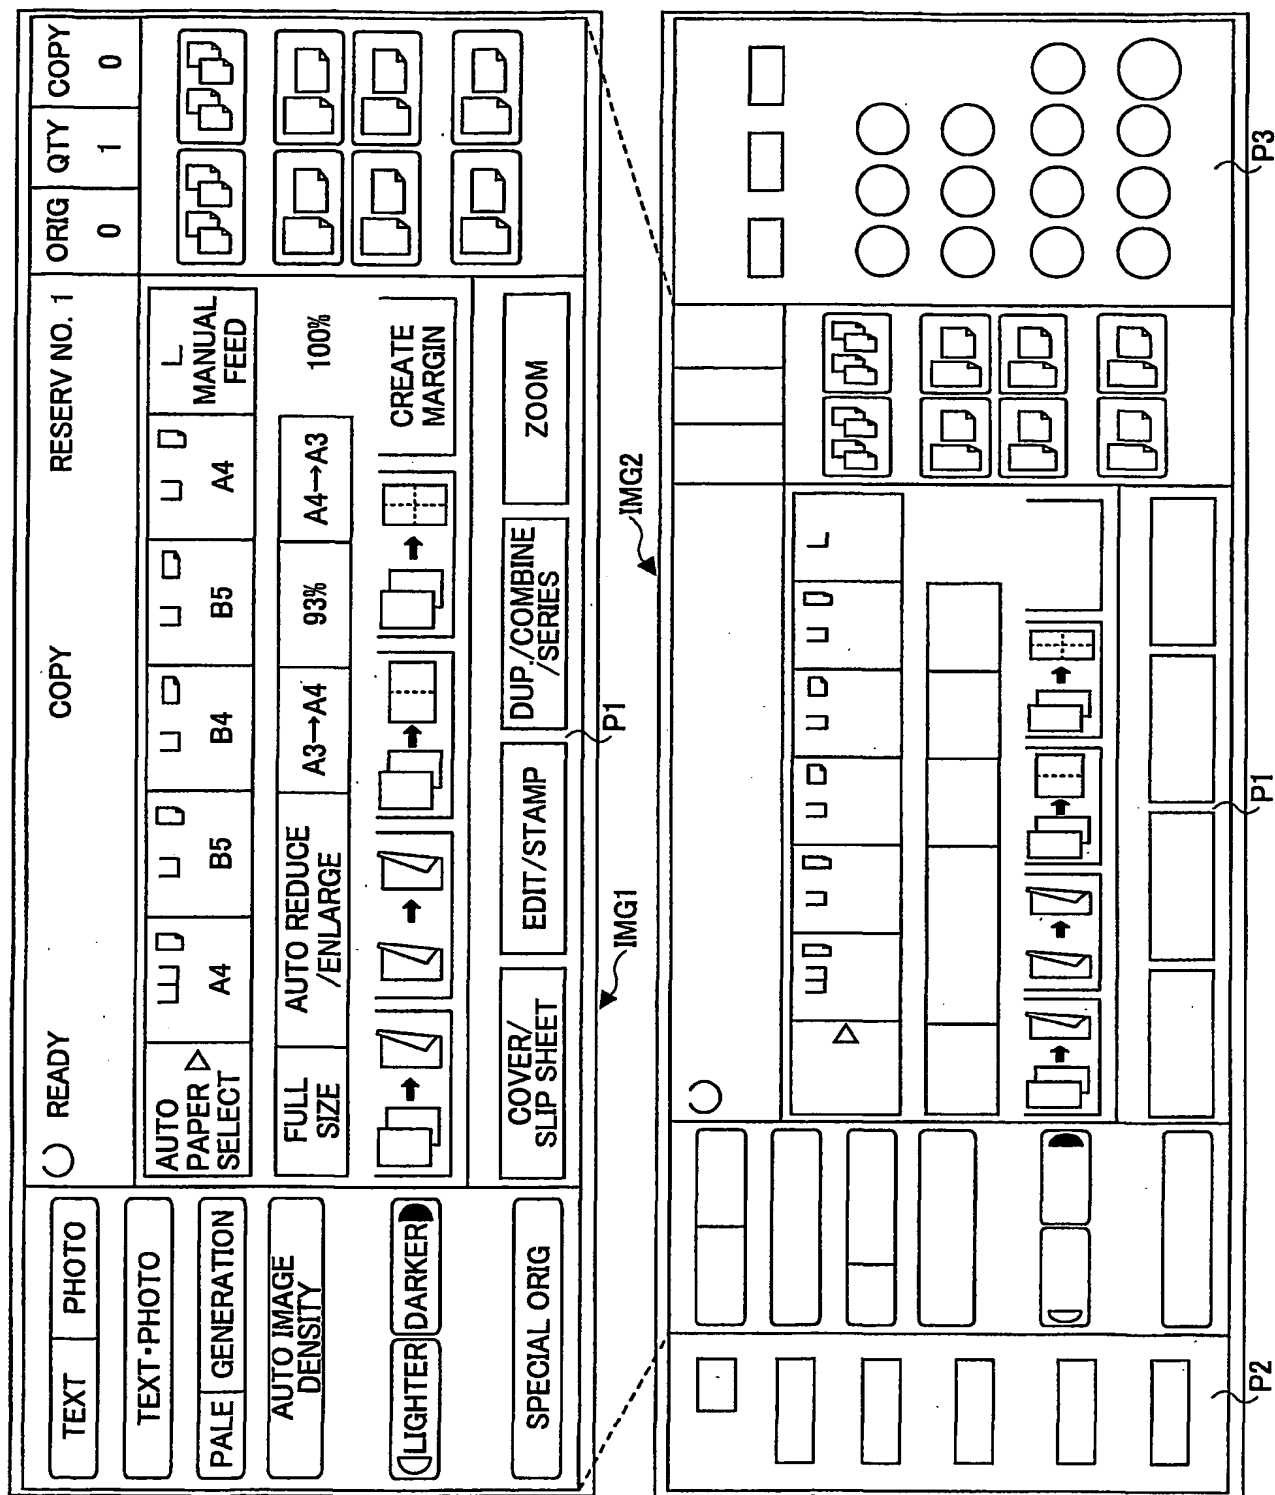 TEXT PHOTO
TEXT·PHOTO
PALE GENERATION
AUTO IMAGE
DENSITY
LIGHTER DARKER
SPECIAL ORIG
READY COPY RESERV NO. 1
ORIG QTY COPY
0 1 0
AUTO
PAPER
SELECT
A4
B5
B4
B5
A4
MANUAL
FEED
FULL
SIZE
AUTO REDUCE
/ENLARGE
A3→A4
93%
A4→A3
100%
CREATE
MARGIN
COVER/
SLIP SHEET
EDIT/STAMP
DUP./COMBINE
/SERIES
ZOOM
P1
IMG1
IMG2
P2
P1
P3